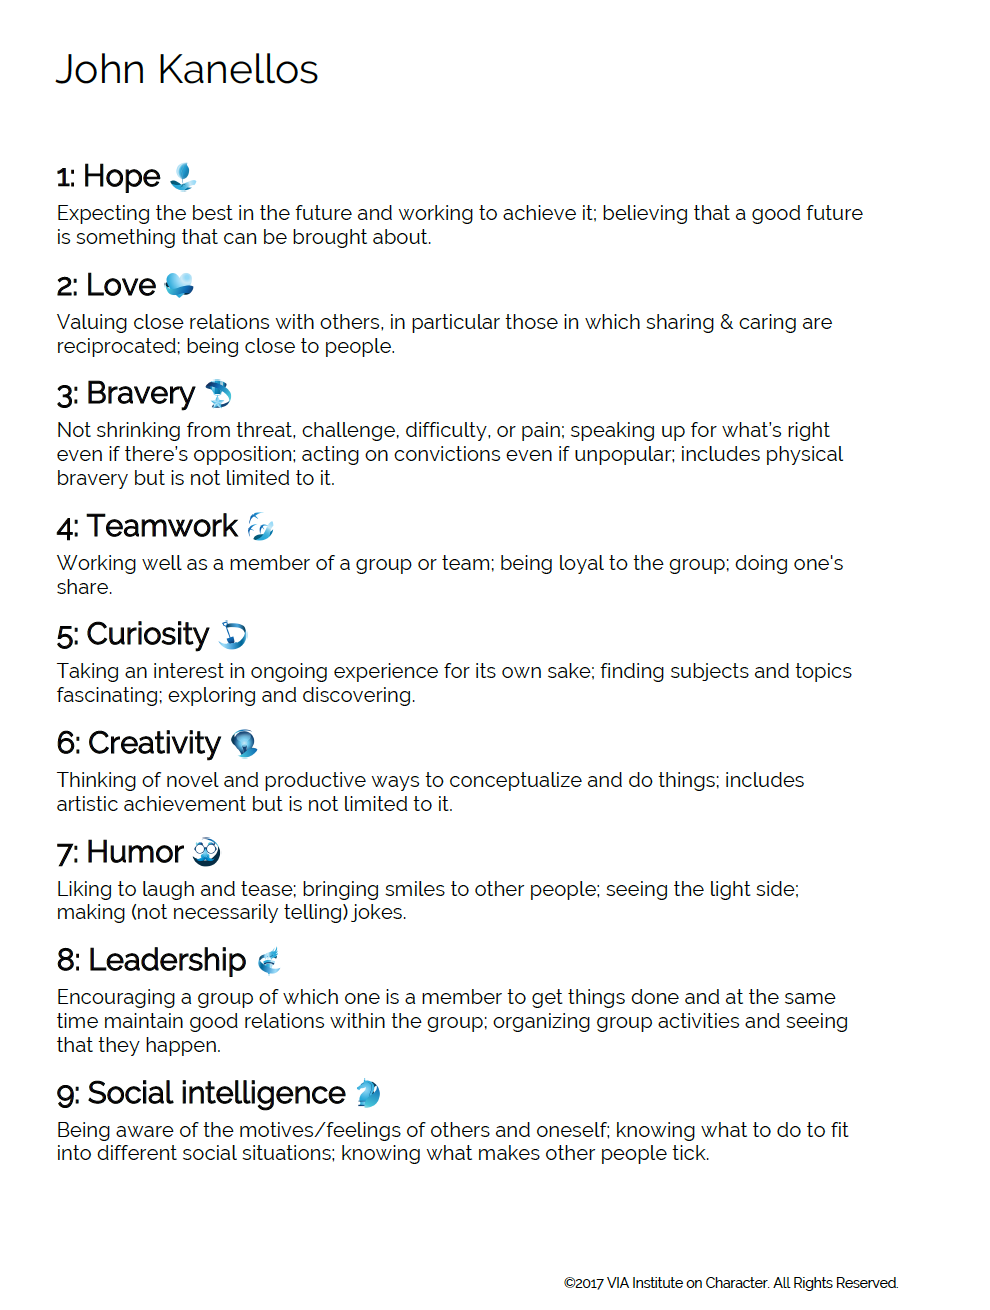 John Kanellos
1: Hope
Expecting the best in the future and working to achieve it; believing that a good future
is something that can be brought about.
2: Love
Valuing close relations with others, in particular those in which sharing & caring are
reciprocated; being close to people.
3: Bravery
Not shrinking from threat, challenge, difficulty, or pain; speaking up for what’s right
even if there’s opposition; acting on convictions even if unpopular; includes physical
bravery but is not limited to it.
4: Teamwork
Working well as a member of a group or team; being loyal to the group; doing one's
share.
5: Curiosity
Taking an interest in ongoing experience for its own sake; finding subjects and topics
fascinating; exploring and discovering.
6: Creativity
Thinking of novel and productive ways to conceptualize and do things; includes
artistic achievement but is not limited to it.
7: Humor
Liking to laugh and tease; bringing smiles to other people; seeing the light side;
making (not necessarily telling) jokes.
8: Leadership
Encouraging a group of which one is a member to get things done and at the same
time maintain good relations within the group; organizing group activities and seeing
that they happen.
9: Social intelligence
Being aware of the motives/feelings of others and oneself; knowing what to do to fit
into different social situations; knowing what makes other people tick.
©2017 VIA Institute on Character. All Rights Reserved.